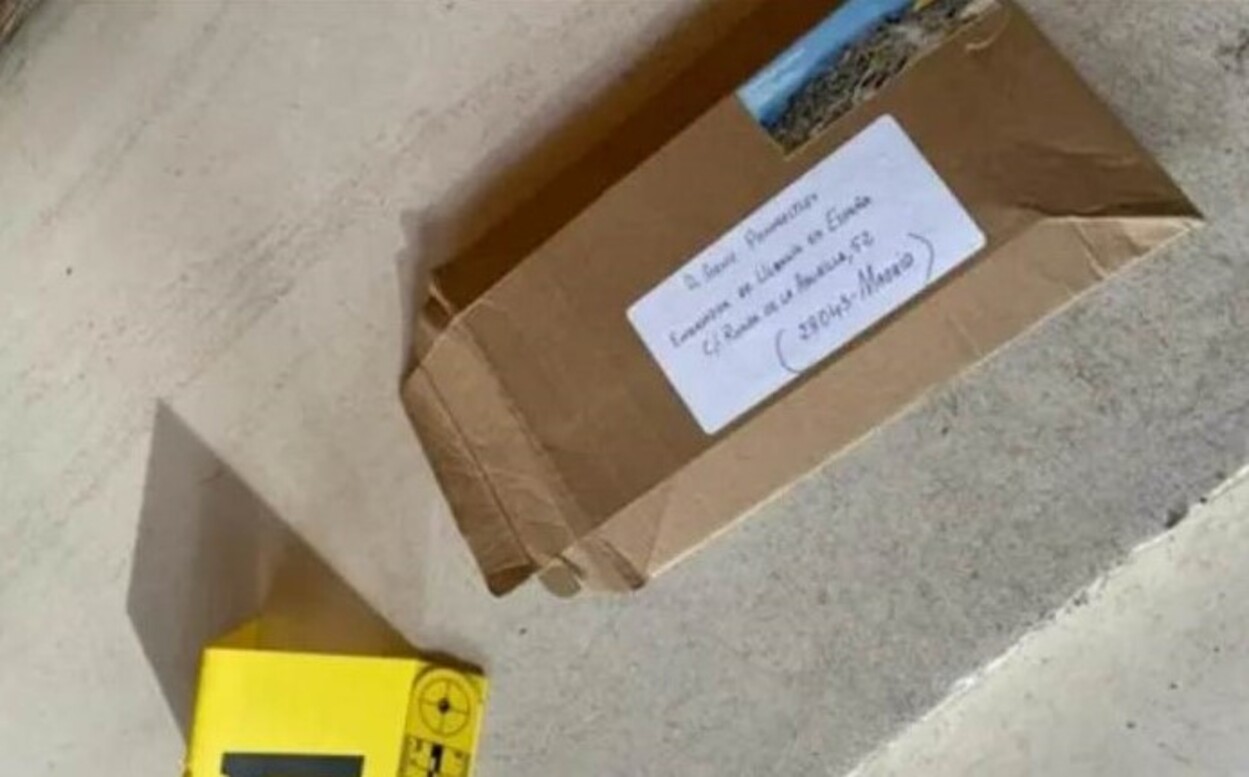 EMBAJADA DE UCRANIA EN ESPAÑA
C/ RONDA DE LA ABUBILLA, 52
(28043-MADRID)